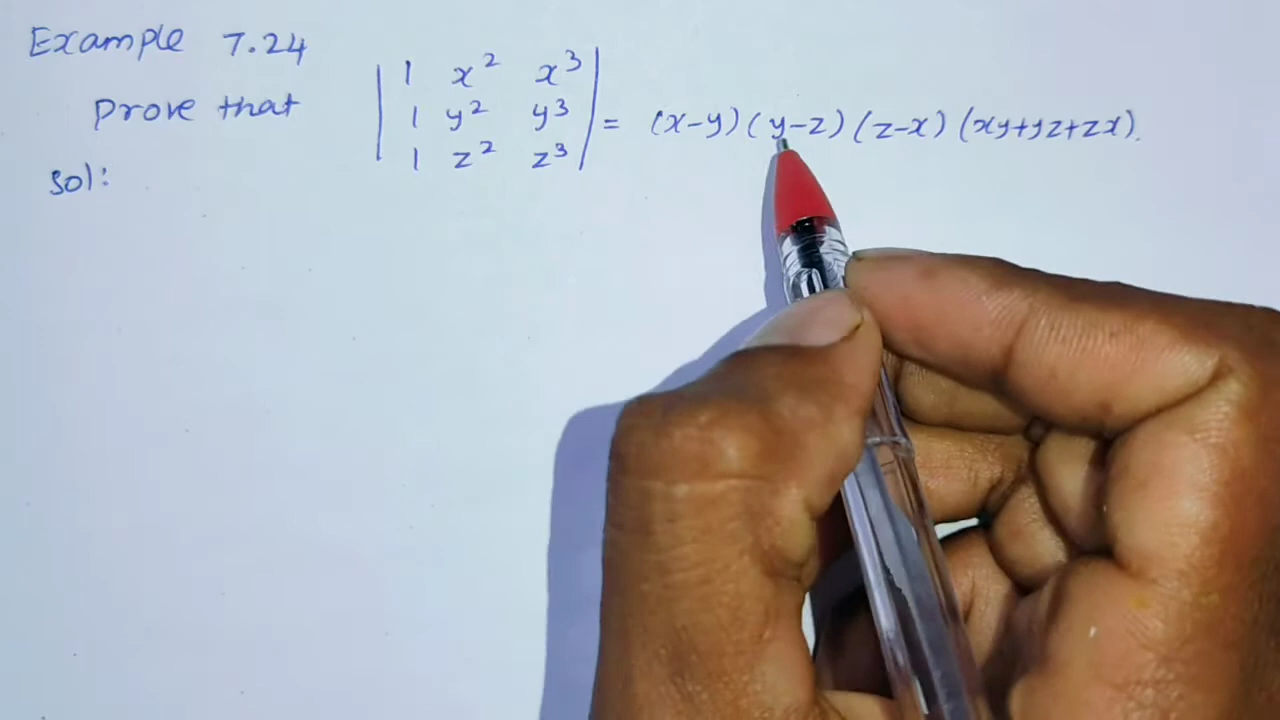 Example 7.24
Prove that | 1 x² x³ |
| 1 y² y³ | = (x-y) (y-z) (z-x) (xy+yz+zx).
| 1 z² z³ |
Sol: